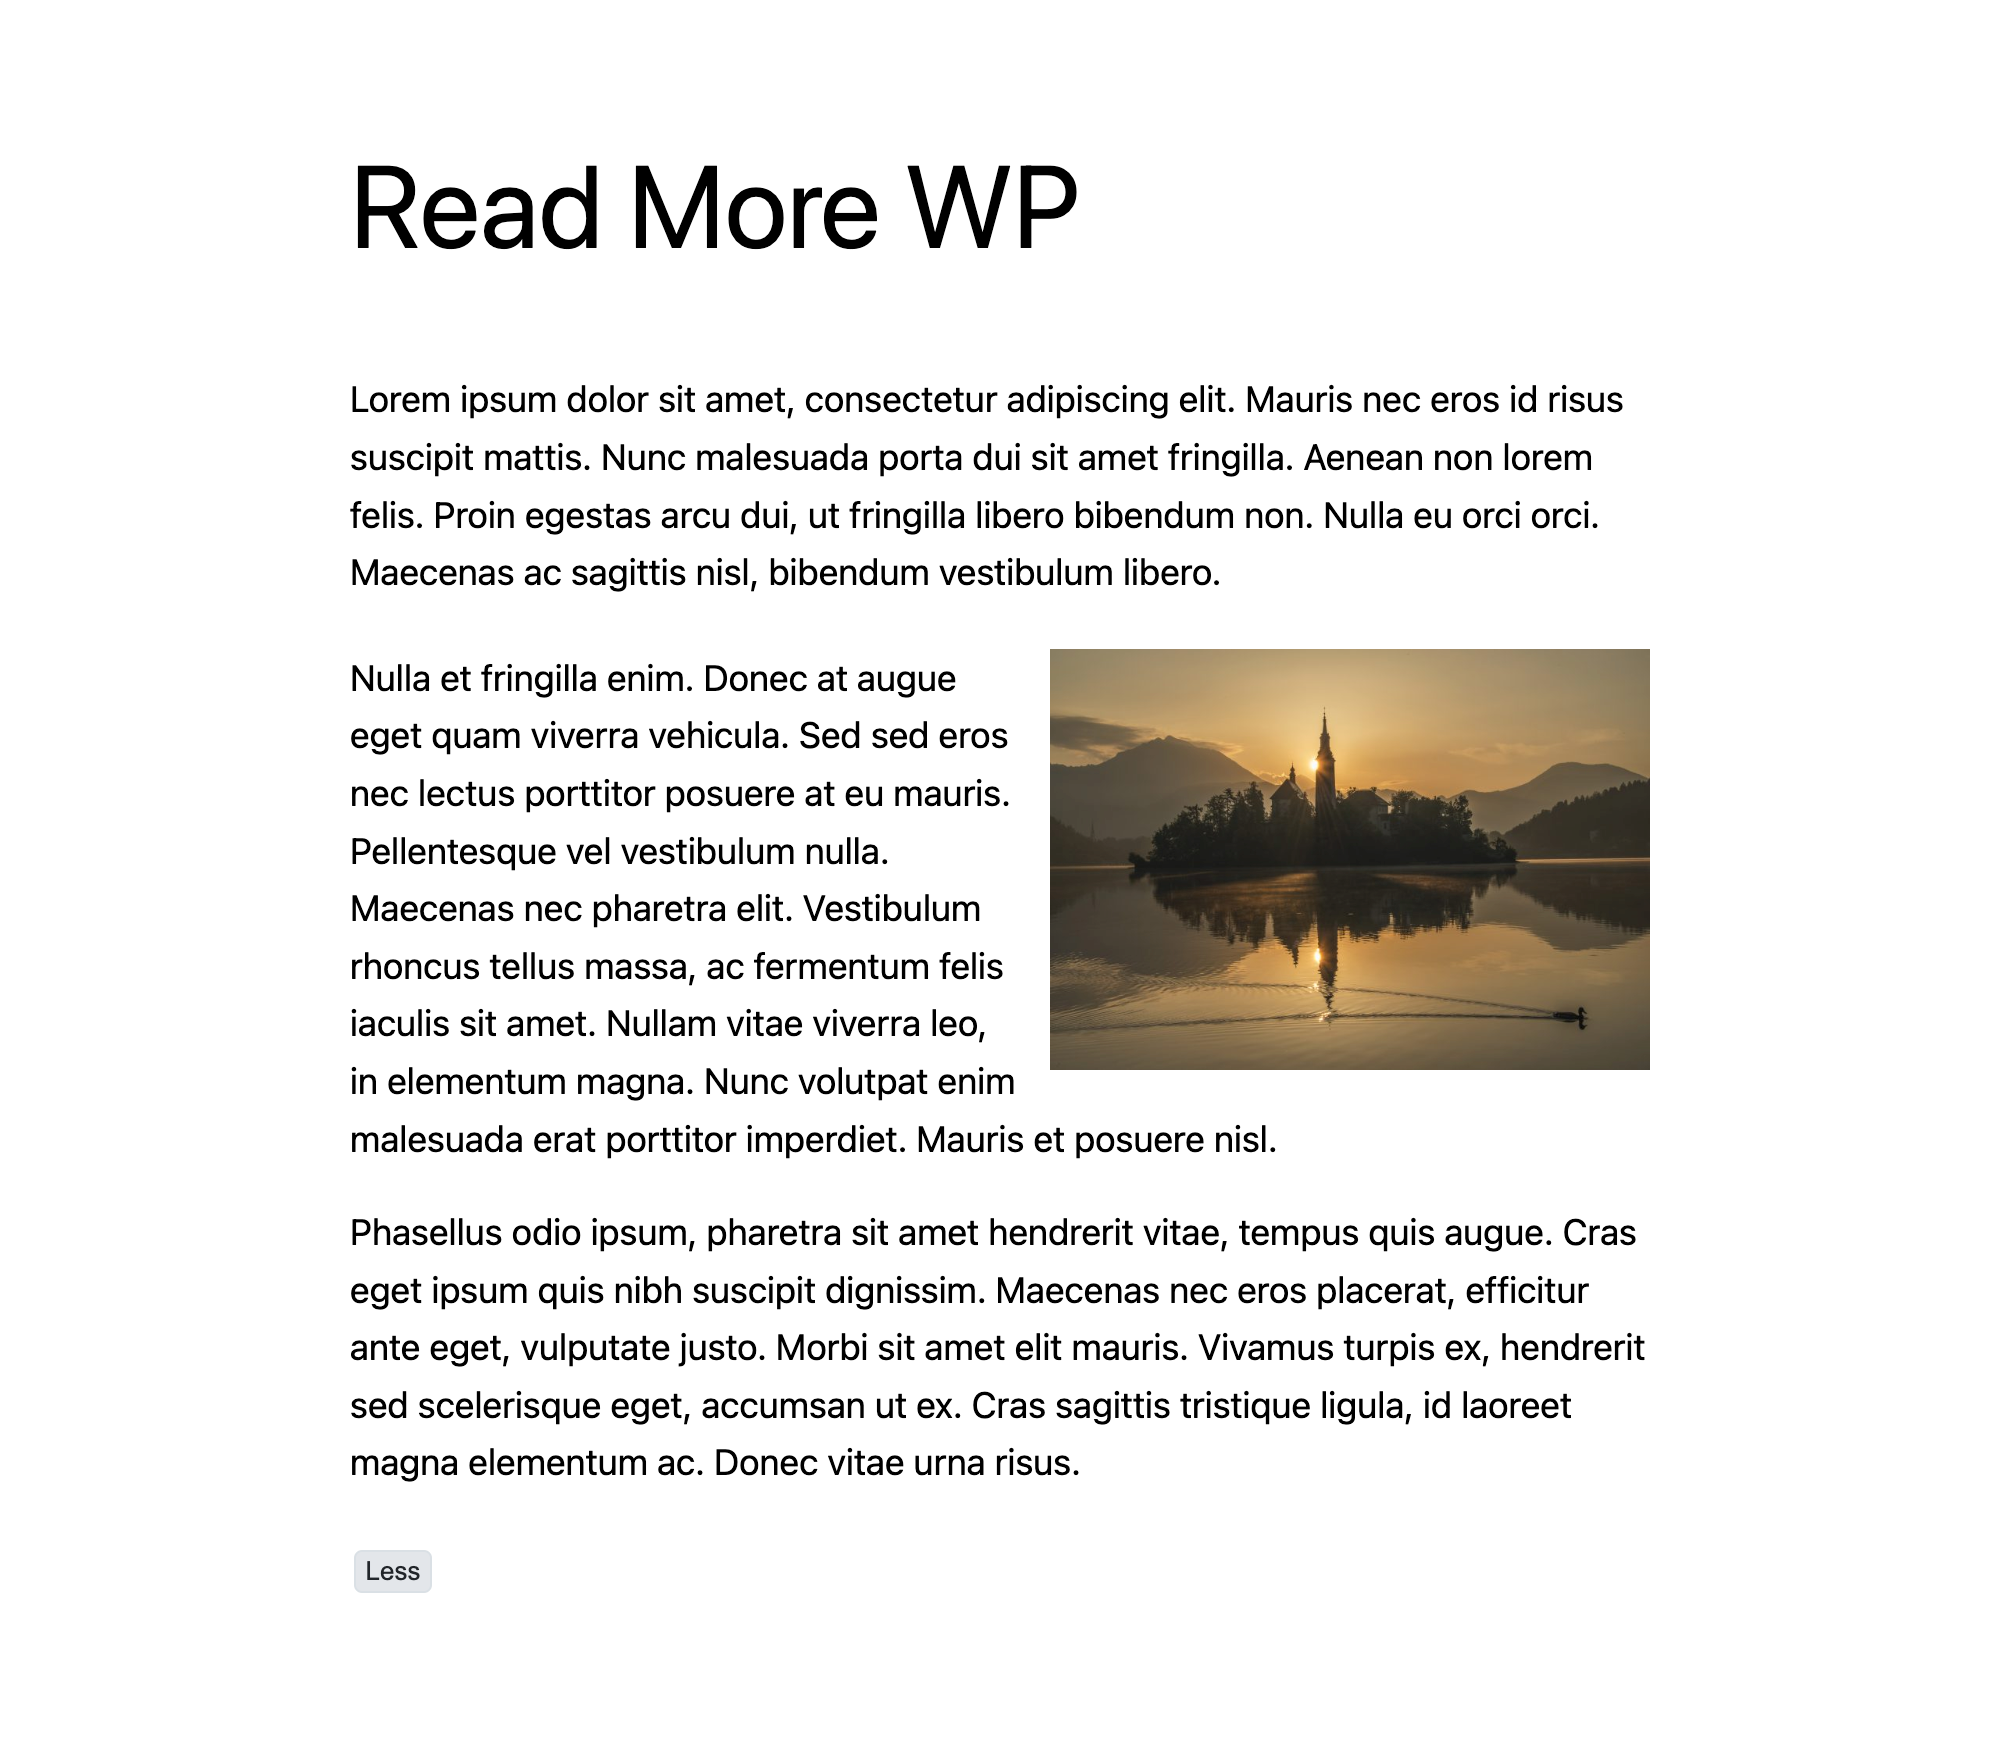 Read More WP
Lorem ipsum dolor sit amet, consectetur adipiscing elit. Mauris nec eros id risus
suscipit mattis. Nunc malesuada porta dui sit amet fringilla. Aenean non lorem
felis. Proin egestas arcu dui, ut fringilla libero bibendum non. Nulla eu orci orci.
Maecenas ac sagittis nisl, bibendum vestibulum libero.
Nulla et fringilla enim. Donec at augue
eget quam viverra vehicula. Sed sed eros
nec lectus porttitor posuere at eu mauris.
Pellentesque vel vestibulum nulla.
Maecenas nec pharetra elit. Vestibulum
rhoncus tellus massa, ac fermentum felis
iaculis sit amet. Nullam vitae viverra leo,
in elementum magna. Nunc volutpat enim
malesuada erat porttitor imperdiet. Mauris et posuere nisl.
Phasellus odio ipsum, pharetra sit amet hendrerit vitae, tempus quis augue. Cras
eget ipsum quis nibh suscipit dignissim. Maecenas nec eros placerat, efficitur
ante eget, vulputate justo. Morbi sit amet elit mauris. Vivamus turpis ex, hendrerit
sed scelerisque eget, accumsan ut ex. Cras sagittis tristique ligula, id laoreet
magna elementum ac. Donec vitae urna risus.
Less